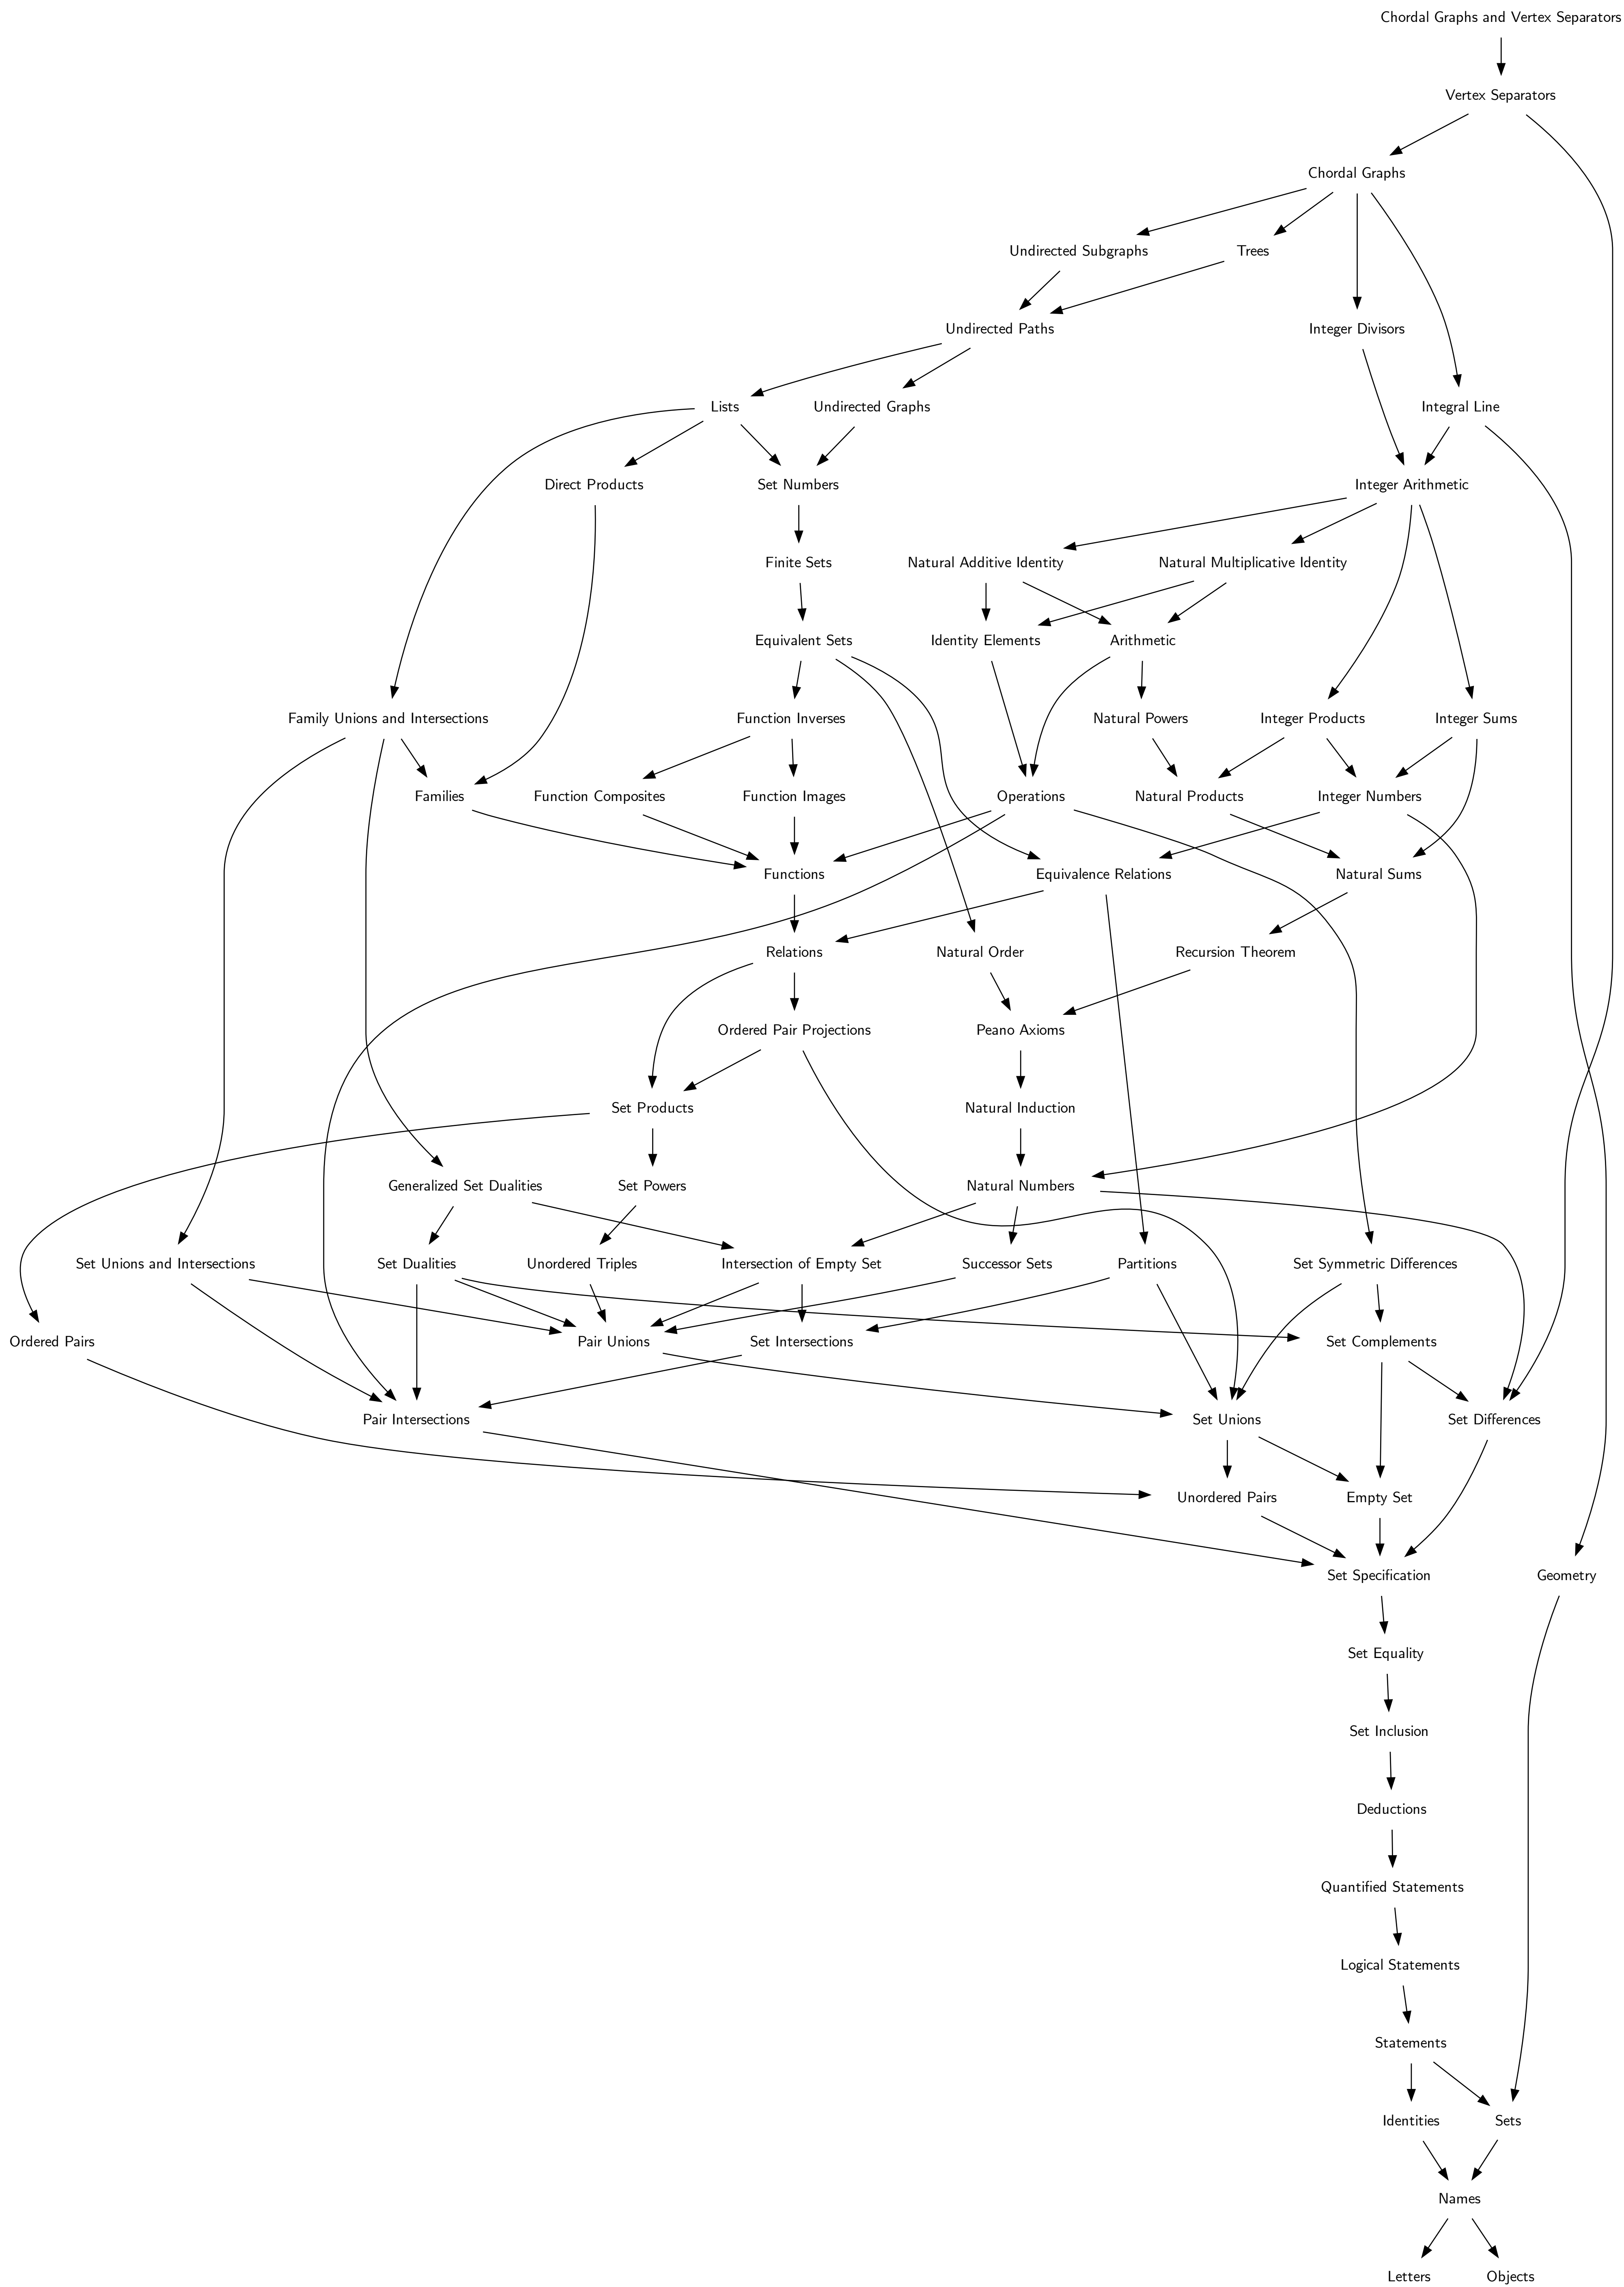 Chordal Graphs and Vertex Separators
Vertex Separators
Chordal Graphs
Undirected Subgraphs
Trees
Undirected Paths
Integer Divisors
Lists
Undirected Graphs
Integral Line
Direct Products
Set Numbers
Integer Arithmetic
Finite Sets
Natural Additive Identity
Natural Multiplicative Identity
Equivalent Sets
Identity Elements
Arithmetic
Family Unions and Intersections
Function Inverses
Natural Powers
Integer Products
Integer Sums
Families
Function Composites
Function Images
Operations
Natural Products
Integer Numbers
Functions
Equivalence Relations
Natural Sums
Relations
Natural Order
Recursion Theorem
Ordered Pair Projections
Peano Axioms
Set Products
Natural Induction
Generalized Set Dualities
Set Powers
Natural Numbers
Set Unions and Intersections
Set Dualities
Unordered Triples
Intersection of Empty Set
Successor Sets
Partitions
Set Symmetric Differences
Ordered Pairs
Pair Unions
Set Intersections
Set Complements
Pair Intersections
Set Unions
Set Differences
Unordered Pairs
Empty Set
Set Specification
Geometry
Set Equality
Set Inclusion
Deductions
Quantified Statements
Logical Statements
Statements
Identities
Sets
Names
Letters
Objects